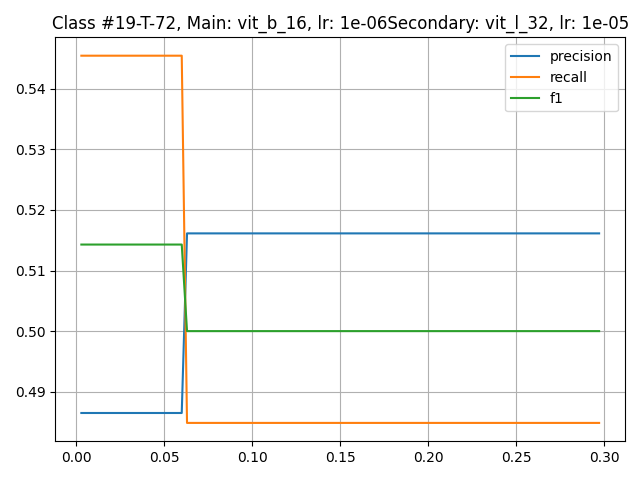 Class #19-T-72, Main: vit_b_16, lr: 1e-06Secondary: vit_l_32, lr: 1e-05
precision
recall
f1
0.54
0.53
0.52
0.51
0.50
0.49
0.00 0.05 0.10 0.15 0.20 0.25 0.30